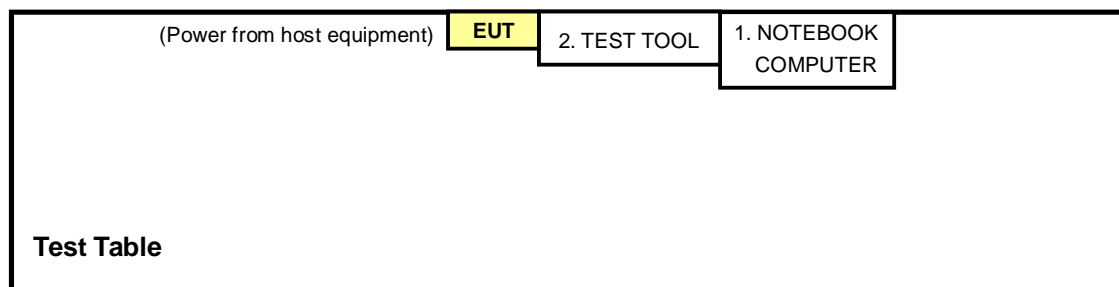 (Power from host equipment) EUT 2. TEST TOOL 1. NOTEBOOK
COMPUTER
Test Table